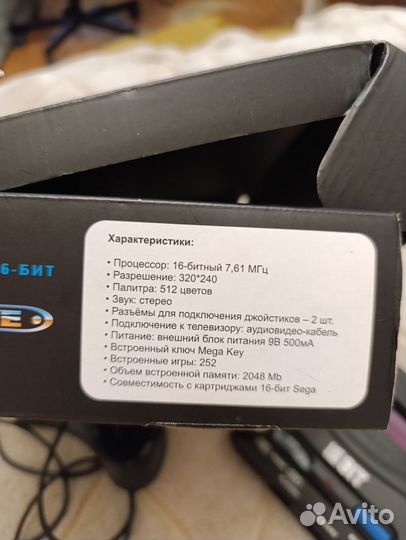 6-БИТ
Характеристики:
• Процессор: 16-битный 7,61 МГц
• Разрешение: 320*240
• Палитра: 512 цветов
• Звук: стерео
• Разъёмы для подключения джойстиков – 2 шт.
• Подключение к телевизору: аудиовидео-кабель
• Питание: внешний блок питания 9В 500мА
• Встроенный ключ Mega Key
• Встроенные игры: 252
• Объем встроенной памяти: 2048 Mb
• Совместимость с картриджами 16-бит Sega
BIT
Avito